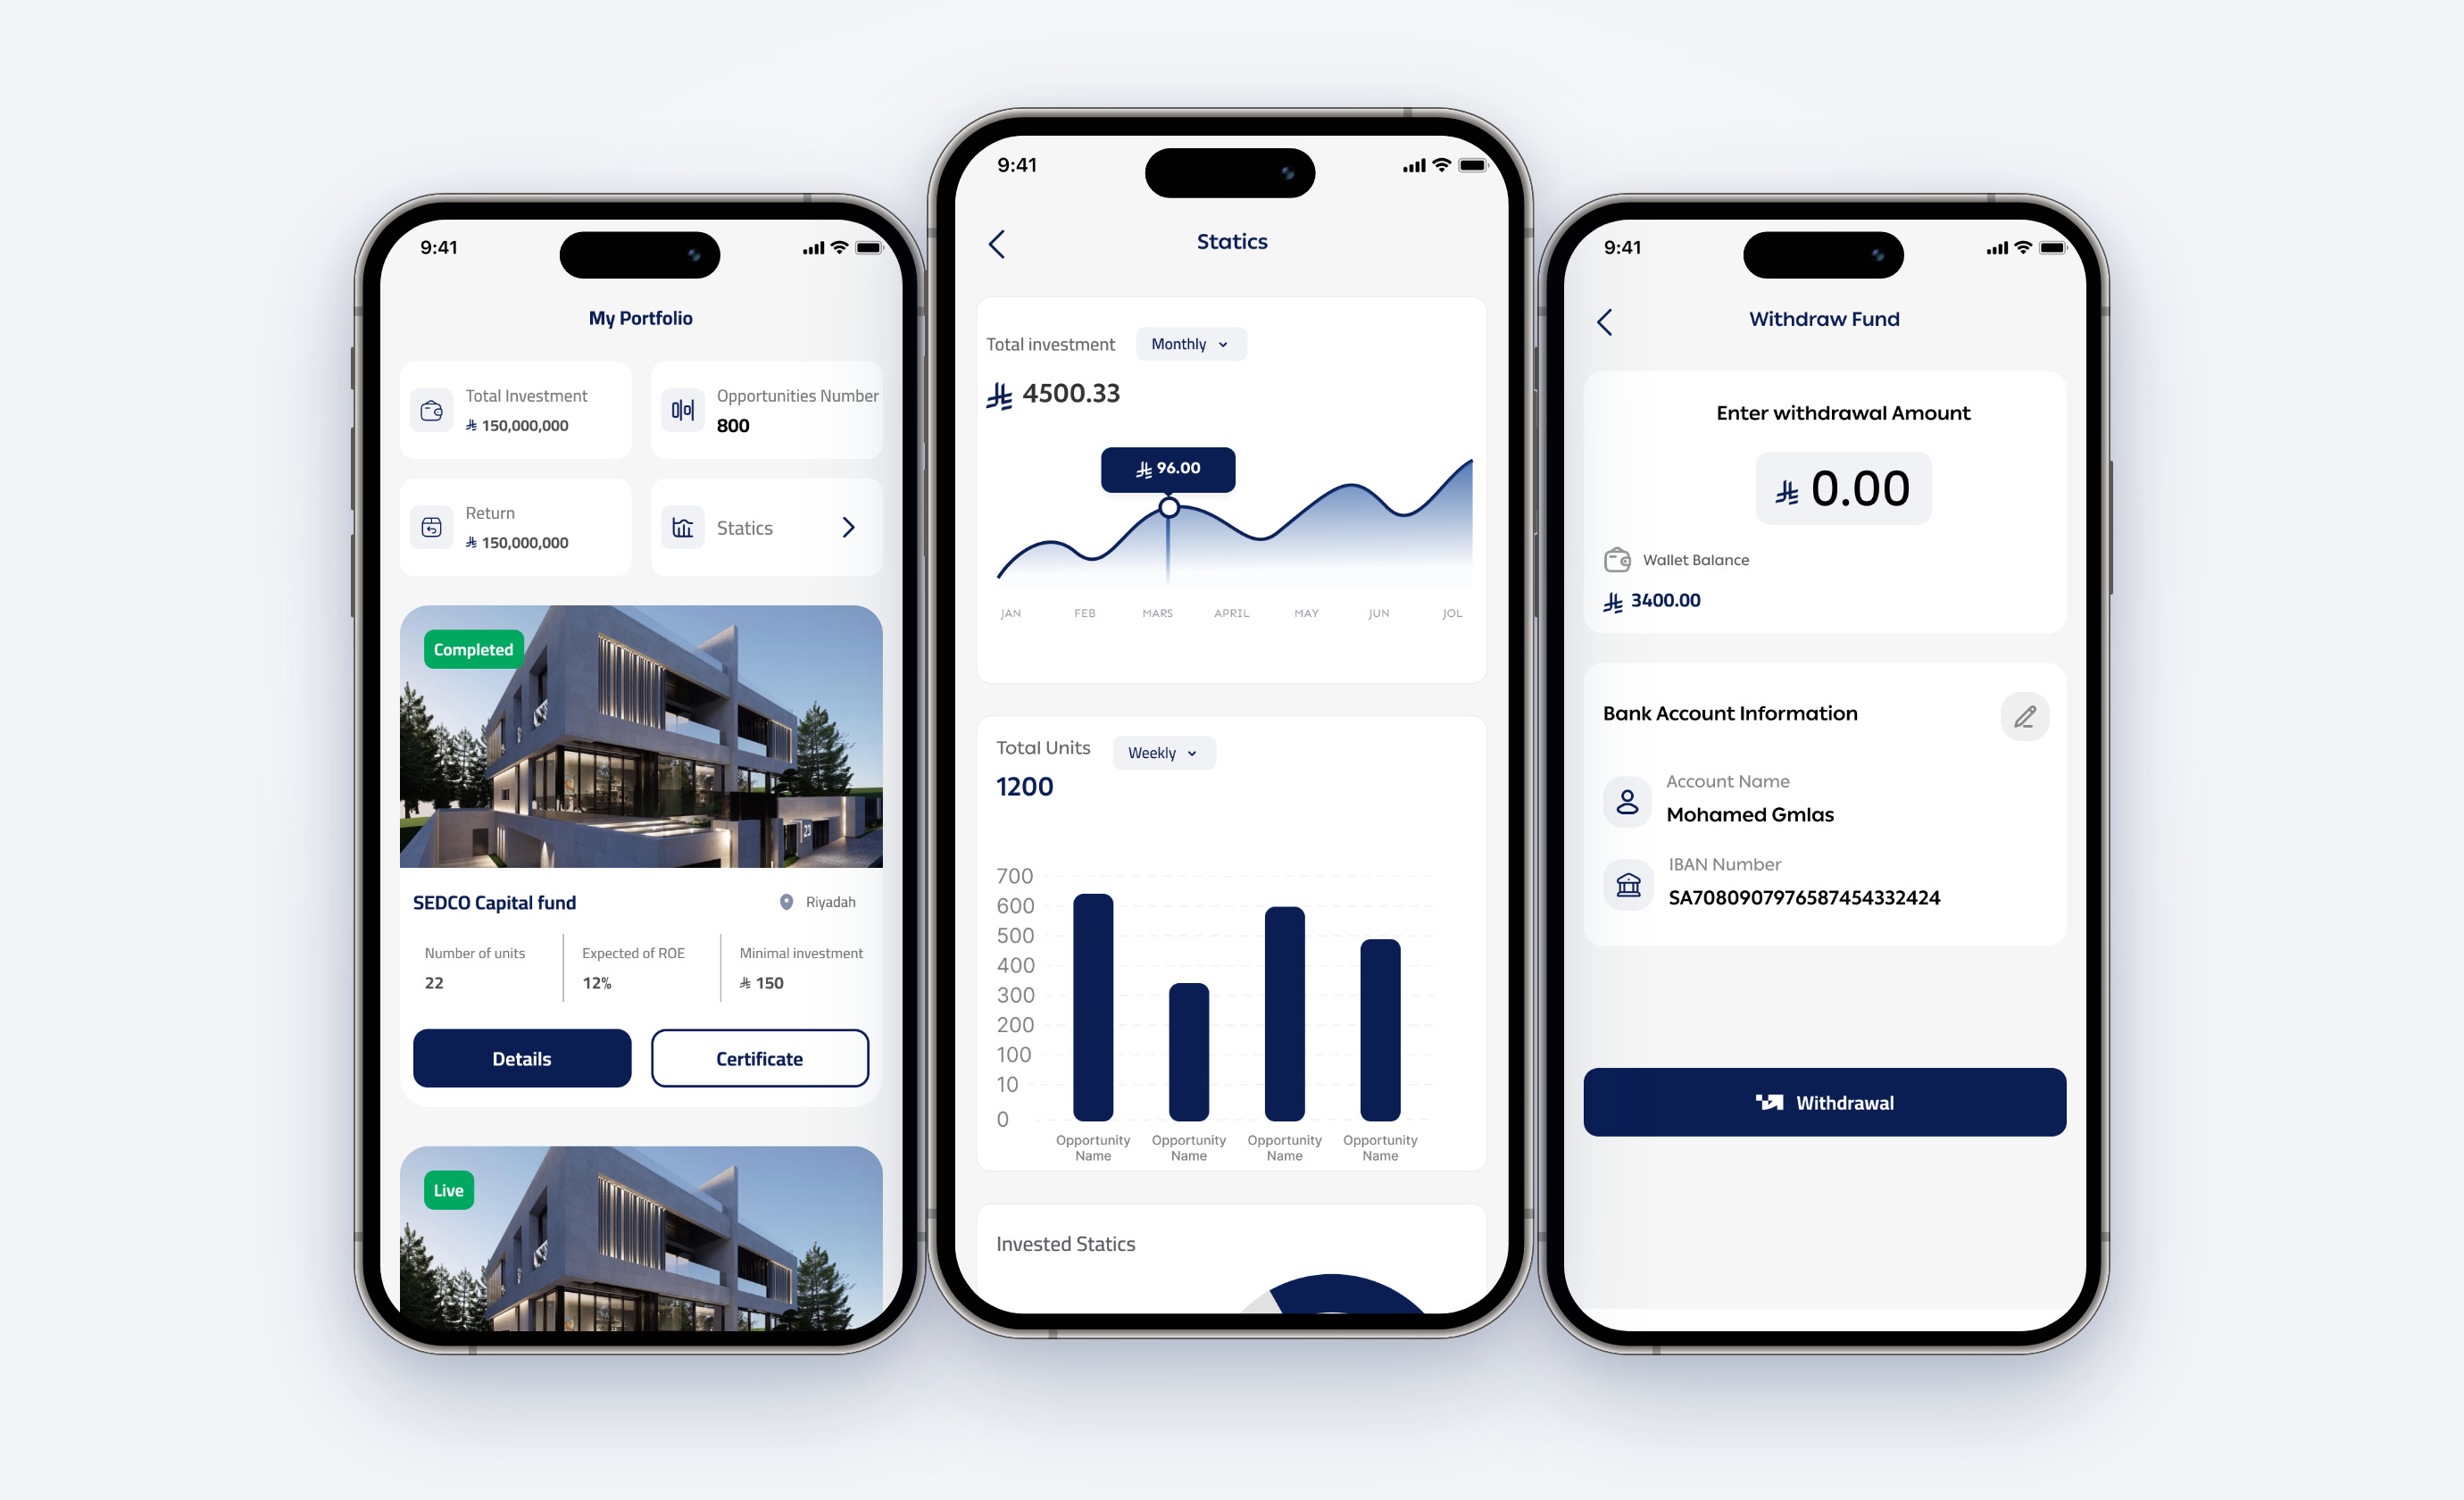 9:41
My Portfolio
Total Investment
150,000,000
Opportunities Number
800
Return
150,000,000
Statics
Completed
23
SEDCO Capital fund
Riyadah
Number of units
22
Expected of ROE
12%
Minimal investment
150
Details
Certificate
Live
9:41
Statics
Total investment
Monthly
4500.33
96.00
JAN FEB MARS APRIL MAY JUN JOL
Total Units
Weekly
1200
700
600
500
400
300
200
100
10
0
Opportunity Name
Opportunity Name
Opportunity Name
Opportunity Name
Invested Statics
9:41
Withdraw Fund
Enter withdrawal Amount
0.00
Wallet Balance
3400.00
Bank Account Information
Account Name
Mohamed Gmlas
IBAN Number
SA7080907976587454332424
Withdrawal